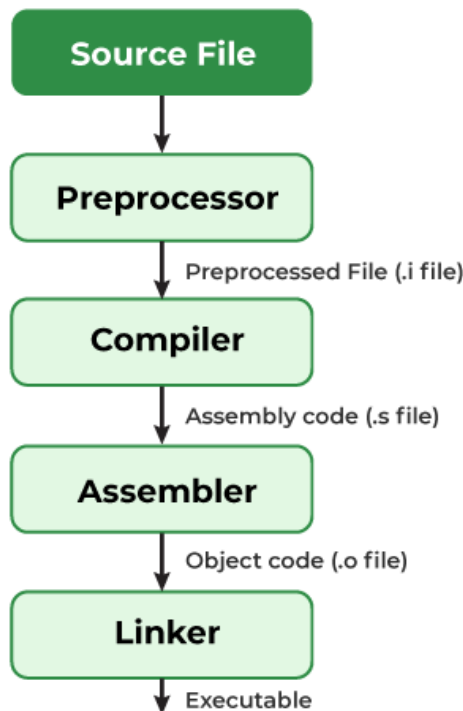 Source File
Preprocessor
Preprocessed File (.i file)
Compiler
Assembly code (.s file)
Assembler
Object code (.o file)
Linker
Executable